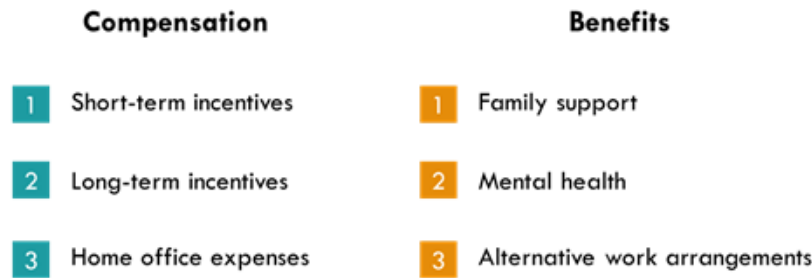 Compensation
Benefits
1 Short-term incentives
1 Family support
2 Long-term incentives
2 Mental health
3 Home office expenses
3 Alternative work arrangements